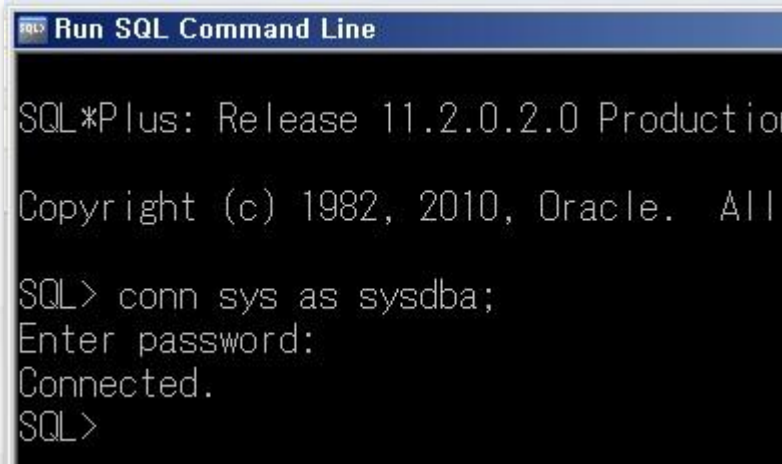 Run SQL Command Line
SQL*Plus: Release 11.2.0.2.0 Production
Copyright (c) 1982, 2010, Oracle.  All
SQL> conn sys as sysdba;
Enter password:
Connected.
SQL>